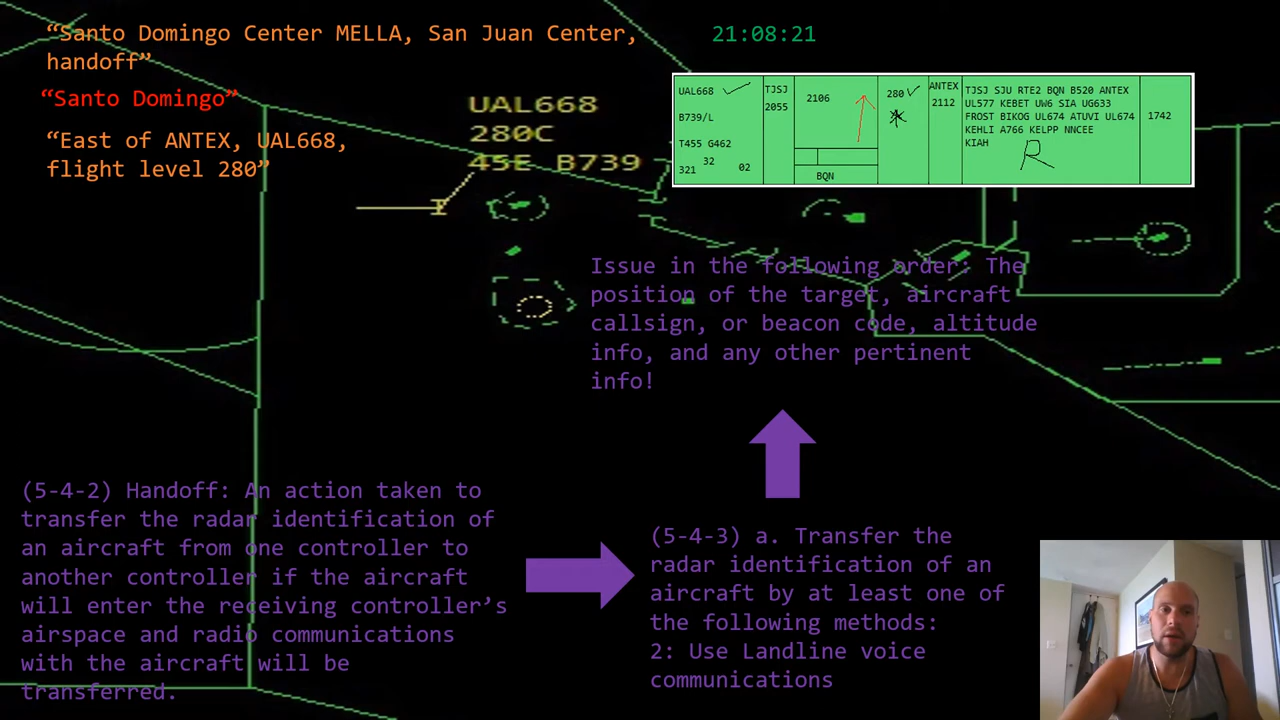 “Santo Domingo Center MELLA, San Juan Center,
handoff”
21:08:21
“Santo Domingo”
“East of ANTEX, UAL668,
flight level 280”
UAL668
280C
45E B739
UAL668
B739/L
T455 G462
32
321
02
TJSJ
2055
2106
BQN
280
ANTEX
2112
TJSJ SJU RTE2 BQN B520 ANTEX
UL577 KEBET UW6 SIA UG633
FROST BIKOG UL674 ATUVI UL674
KEHLI A766 KELPP NNCEE
KIAH
R
1742
Issue in the following order: The
position of the target, aircraft
callsign, or beacon code, altitude
info, and any other pertinent
info!
(5-4-2) Handoff: An action taken to
transfer the radar identification of
an aircraft from one controller to
another controller if the aircraft
will enter the receiving controller’s
airspace and radio communications
with the aircraft will be
transferred.
(5-4-3) a. Transfer the
radar identification of an
aircraft by at least one of
the following methods:
2: Use Landline voice
communications